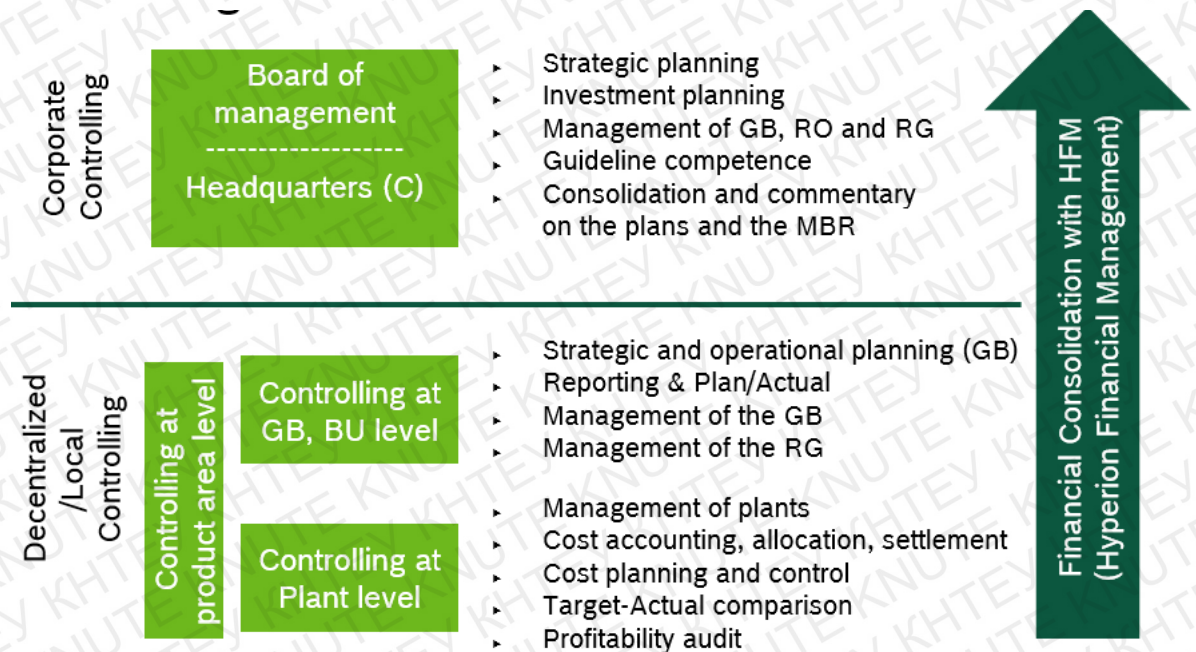 Corporate
Controlling
Board of
management
-------------------
Headquarters (C)
Strategic planning
Investment planning
Management of GB, RO and RG
Guideline competence
Consolidation and commentary
on the plans and the MBR
Decentralized
/Local
Controlling
Controlling at
product area level
Controlling at
GB, BU level
Strategic and operational planning (GB)
Reporting & Plan/Actual
Management of the GB
Management of the RG
Controlling at
Plant level
Management of plants
Cost accounting, allocation, settlement
Cost planning and control
Target-Actual comparison
Profitability audit
Financial Consolidation with HFM
(Hyperion Financial Management)
KNUTE KHTEY KNUTE KHTEY